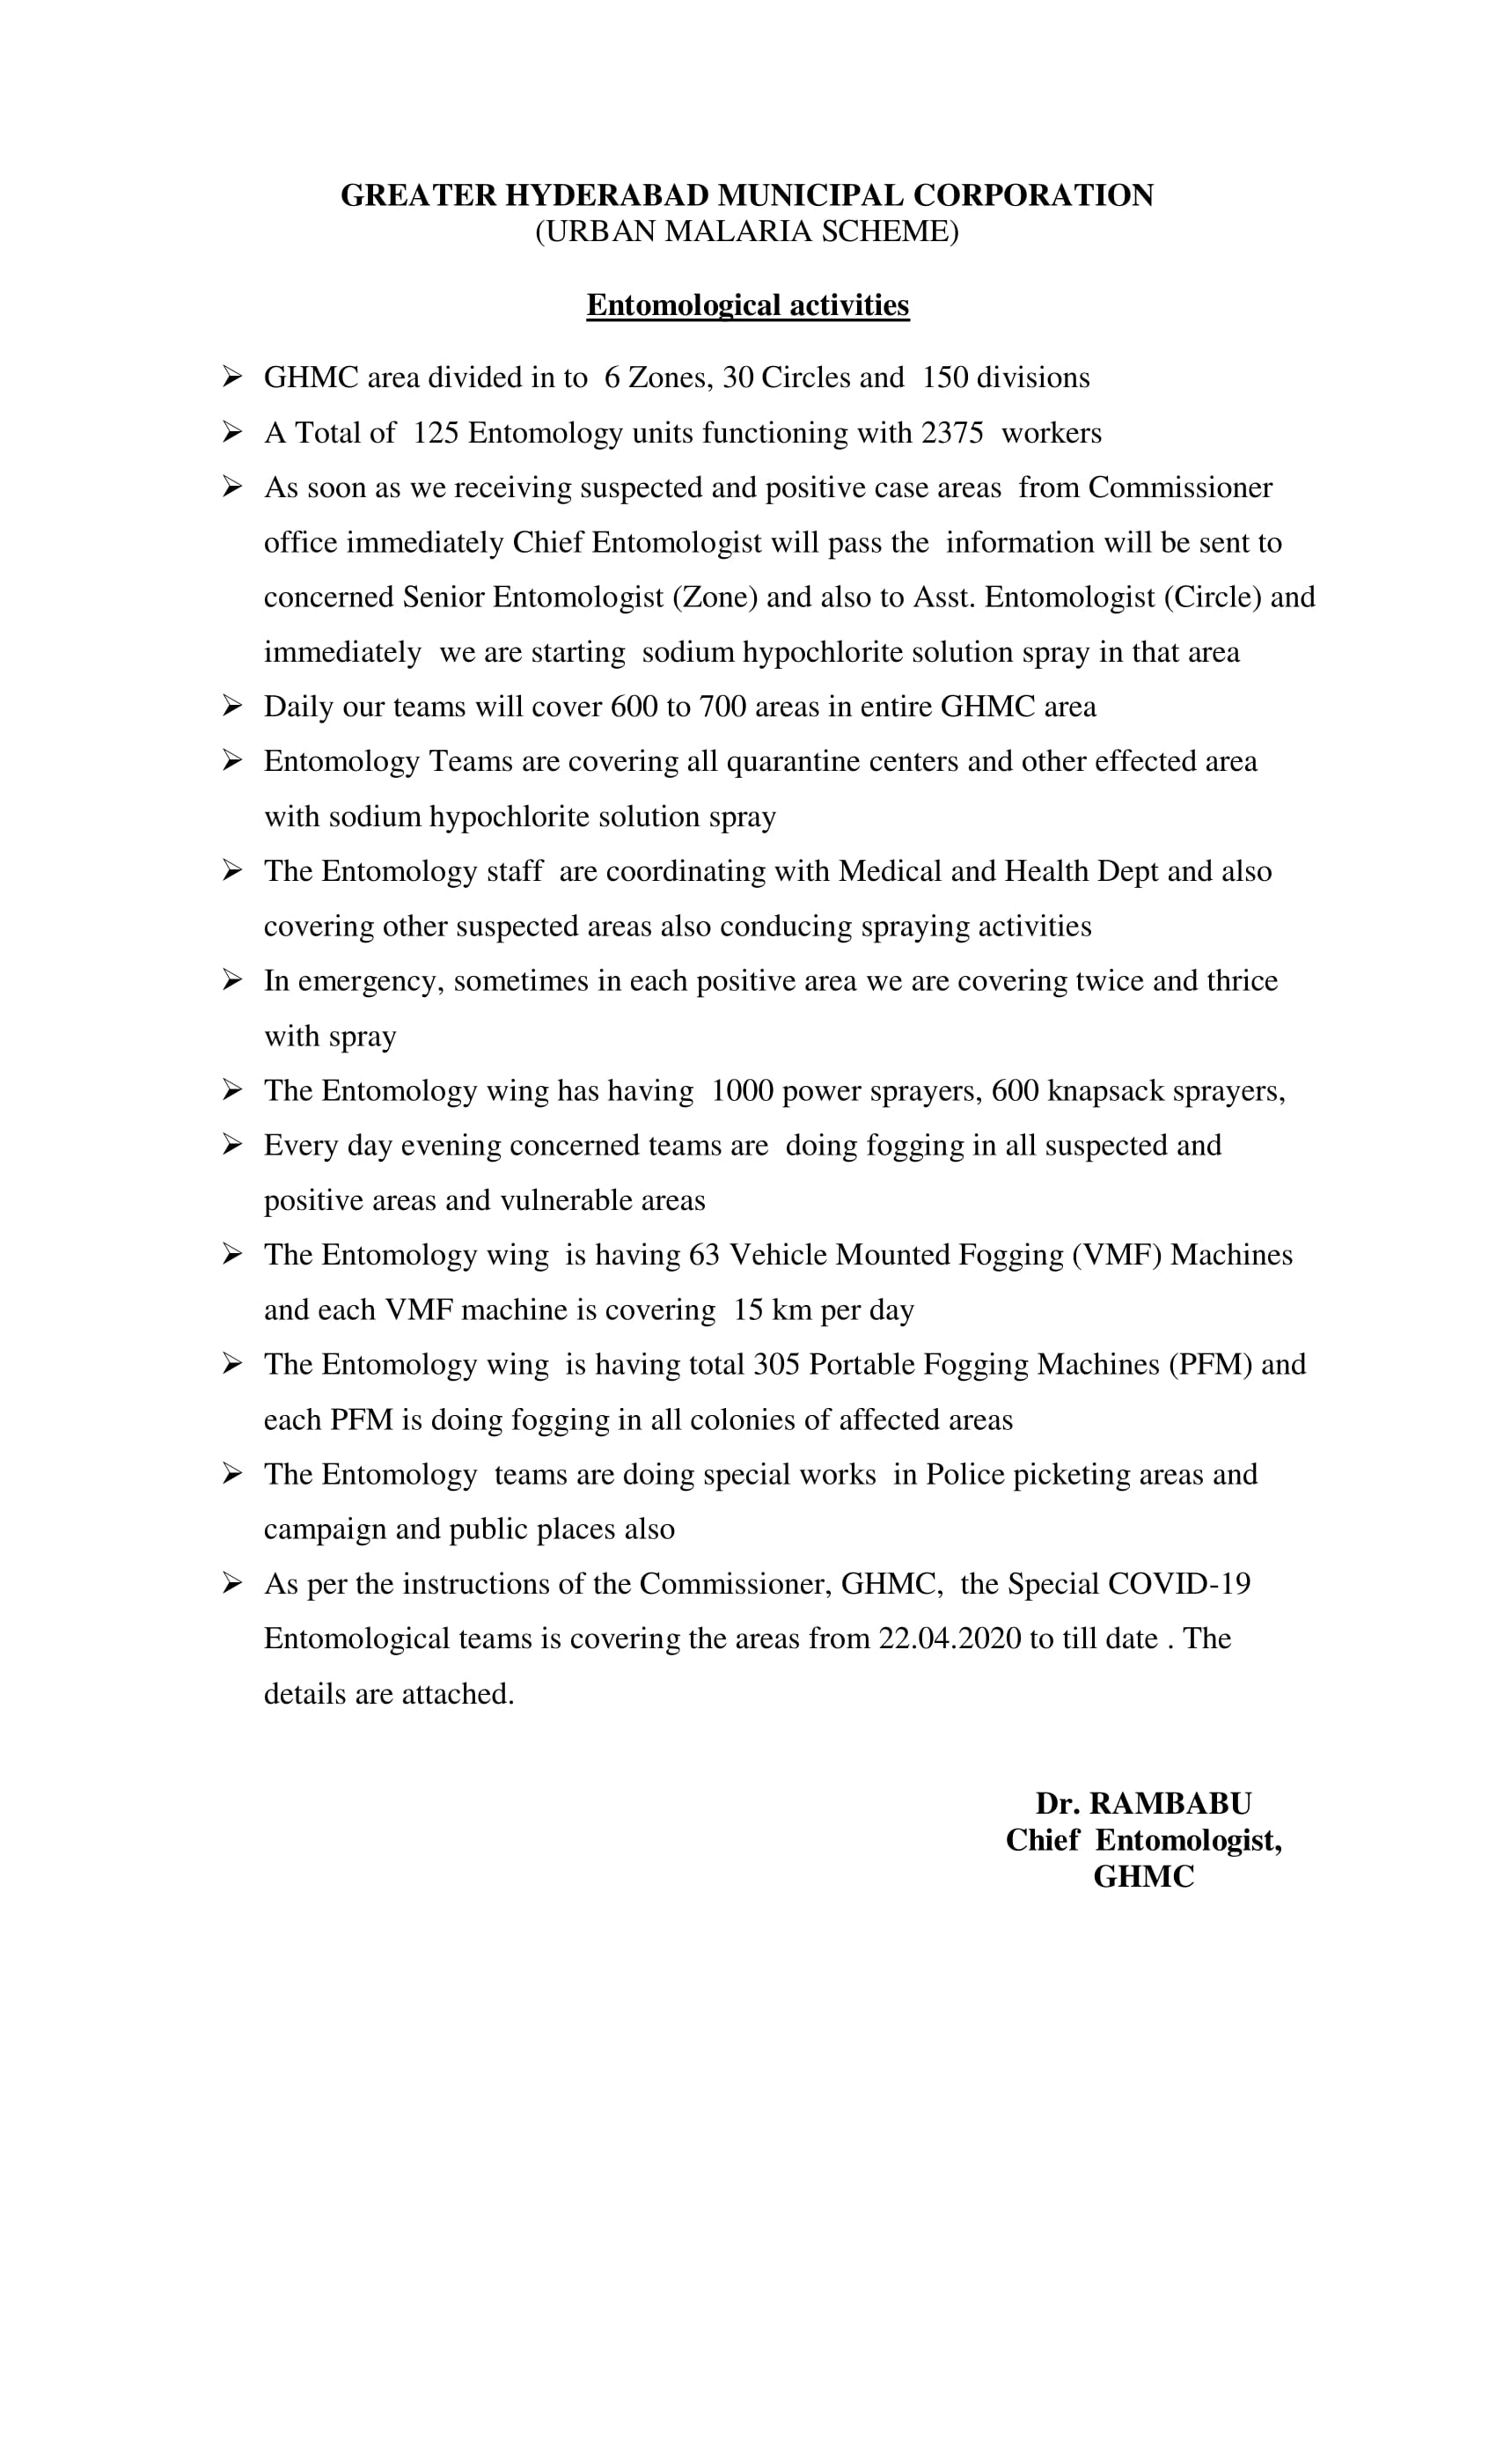 GREATER HYDERABAD MUNICIPAL CORPORATION
(URBAN MALARIA SCHEME)
Entomological activities
➢ GHMC area divided in to  6 Zones, 30 Circles and  150 divisions
➢ A Total of  125 Entomology units functioning with 2375  workers
➢ As soon as we receiving suspected and positive case areas  from Commissioner
office immediately Chief Entomologist will pass the  information will be sent to
concerned Senior Entomologist (Zone) and also to Asst. Entomologist (Circle) and
immediately  we are starting  sodium hypochlorite solution spray in that area
➢ Daily our teams will cover 600 to 700 areas in entire GHMC area
➢ Entomology Teams are covering all quarantine centers and other effected area
with sodium hypochlorite solution spray
➢ The Entomology staff  are coordinating with Medical and Health Dept and also
covering other suspected areas also conducing spraying activities
➢ In emergency, sometimes in each positive area we are covering twice and thrice
with spray
➢ The Entomology wing has having  1000 power sprayers, 600 knapsack sprayers,
➢ Every day evening concerned teams are  doing fogging in all suspected and
positive areas and vulnerable areas
➢ The Entomology wing  is having 63 Vehicle Mounted Fogging (VMF) Machines
and each VMF machine is covering  15 km per day
➢ The Entomology wing  is having total 305 Portable Fogging Machines (PFM) and
each PFM is doing fogging in all colonies of affected areas
➢ The Entomology  teams are doing special works  in Police picketing areas and
campaign and public places also
➢ As per the instructions of the Commissioner, GHMC,  the Special COVID-19
Entomological teams is covering the areas from 22.04.2020 to till date . The
details are attached.
Dr. RAMBABU
Chief  Entomologist,
GHMC